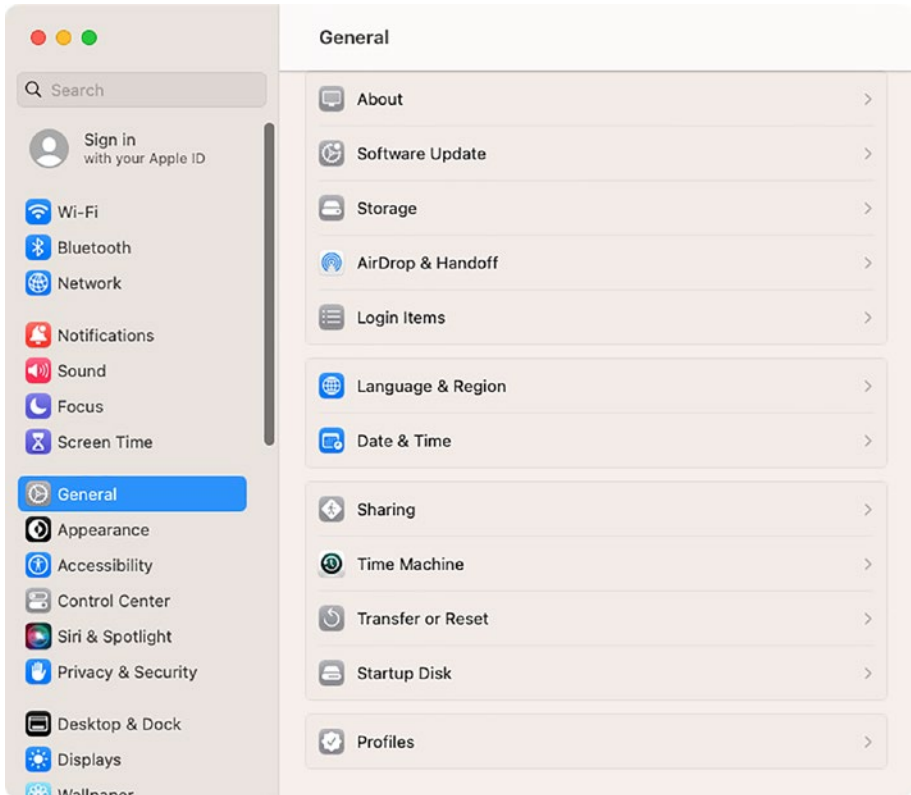 General
Search
Sign in
with your Apple ID
Wi-Fi
Bluetooth
Network
Notifications
Sound
Focus
Screen Time
General
Appearance
Accessibility
Control Center
Siri & Spotlight
Privacy & Security
Desktop & Dock
Displays
Wallpaper
About
Software Update
Storage
AirDrop & Handoff
Login Items
Language & Region
Date & Time
Sharing
Time Machine
Transfer or Reset
Startup Disk
Profiles